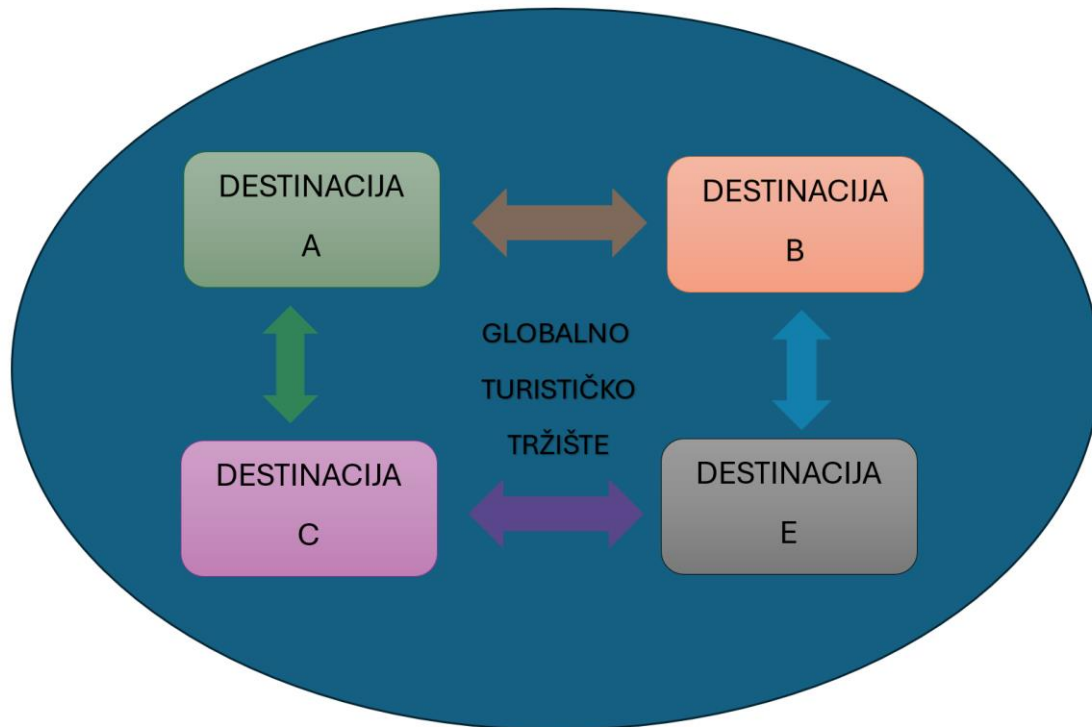 DESTINACIJA
A
DESTINACIJA
B
GLOBALNO
TURISTIČKO
TRŽIŠTE
DESTINACIJA
C
DESTINACIJA
E